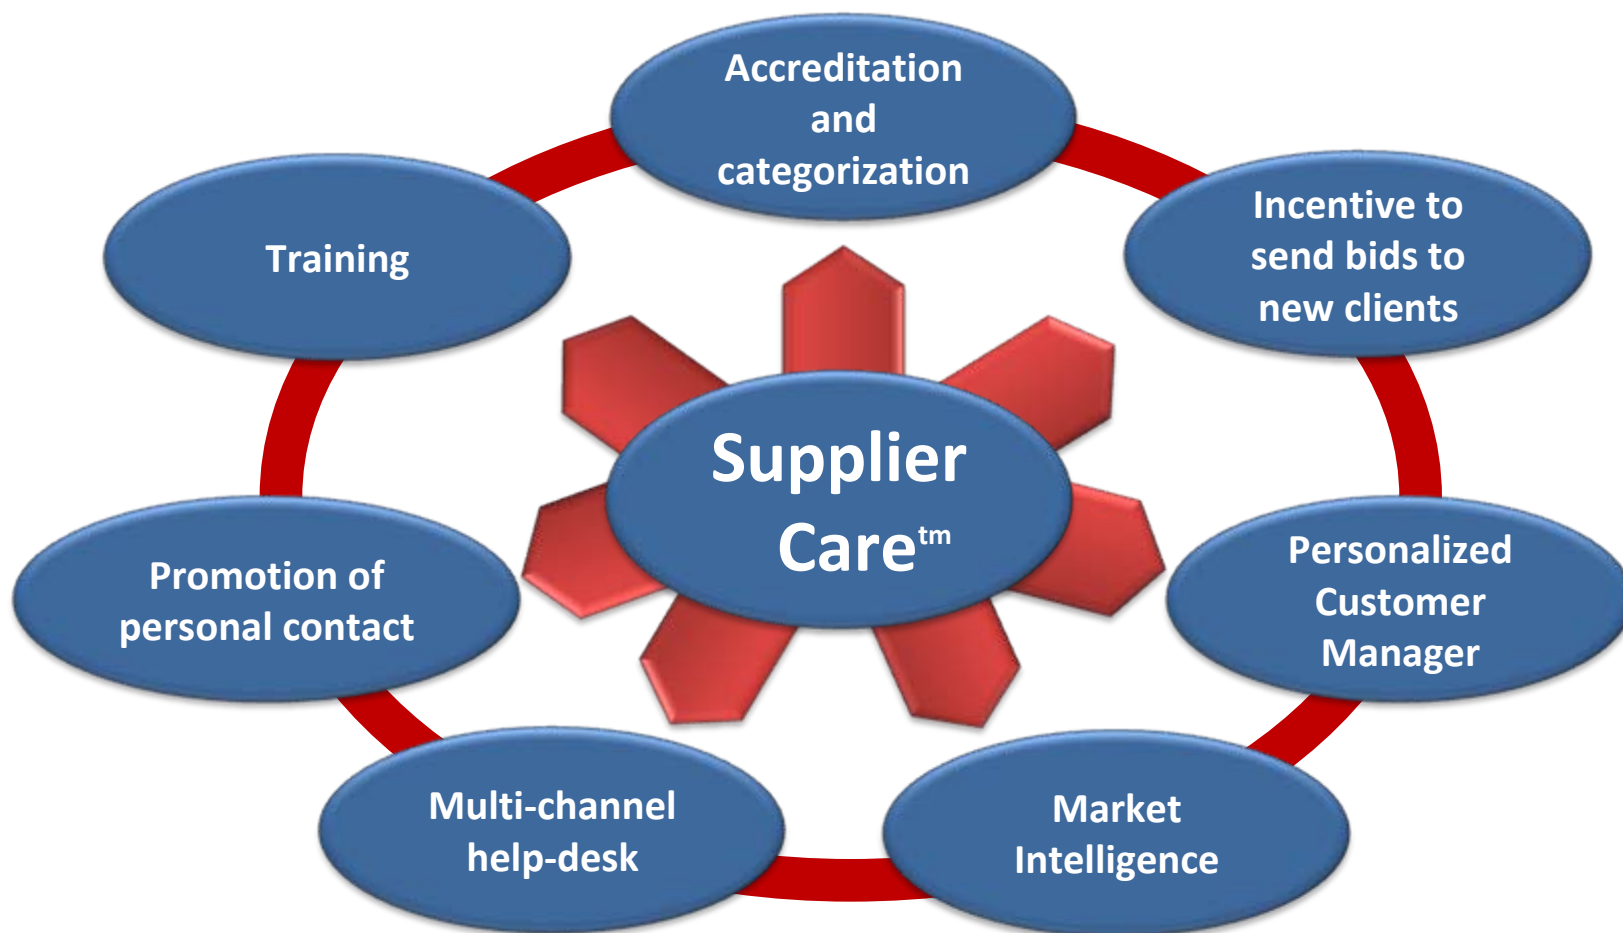 Accreditation
and
categorization
Incentive to
send bids to
new clients
Training
Supplier
Care™
Personalized
Customer
Manager
Promotion of
personal contact
Multi-channel
help-desk
Market
Intelligence